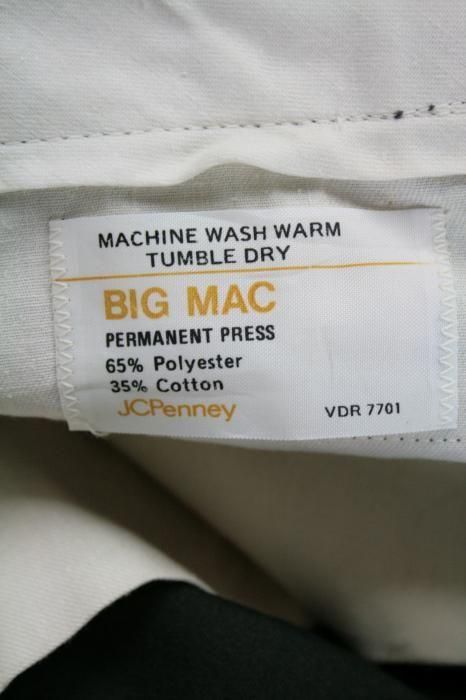 MACHINE WASH WARM
TUMBLE DRY
BIG MAC
PERMANENT PRESS
65% Polyester
35% Cotton
JCPenney VDR 7701